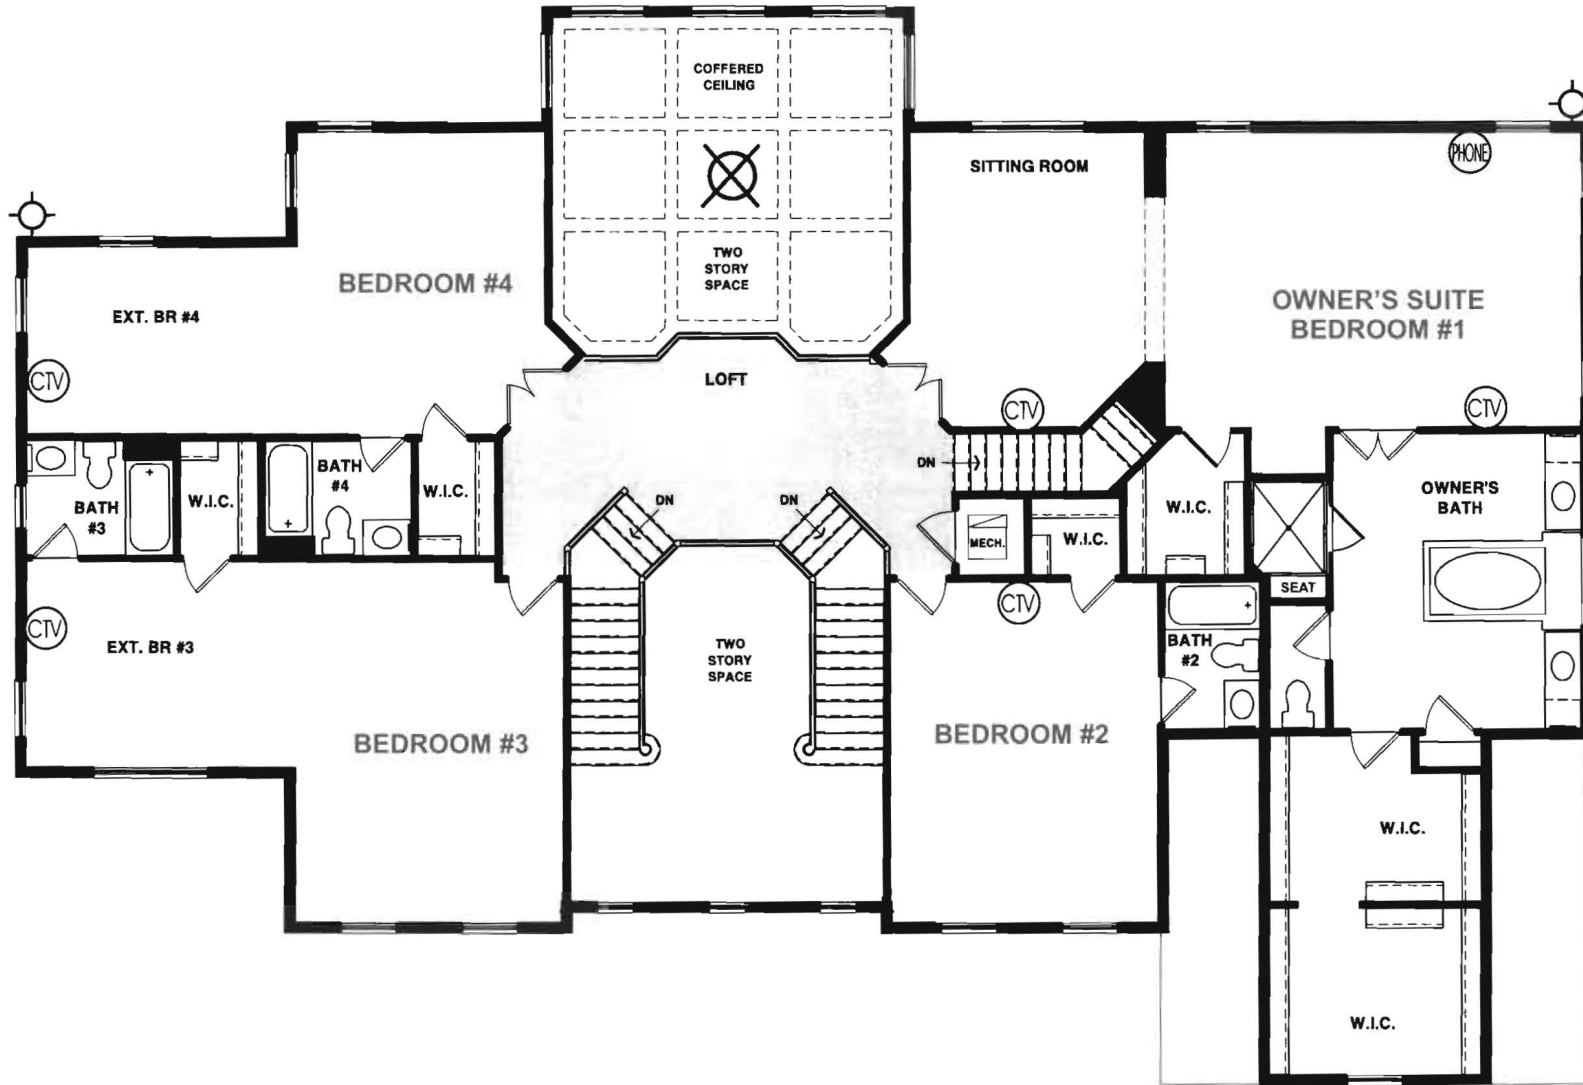 COFFERED
CEILING
PHONE
SITTING ROOM
TWO
STORY
SPACE
BEDROOM #4
OWNER'S SUITE
BEDROOM #1
EXT. BR #4
LOFT
CTV
CTV
CTV
DN
BATH
#4
BATH
#3
W.I.C.
W.I.C.
OWNER'S
BATH
DN
DN
W.I.C.
MECH.
W.I.C.
SEAT
CTV
CTV
EXT. BR #3
TWO
STORY
SPACE
BATH
#2
BEDROOM #3
BEDROOM #2
W.I.C.
W.I.C.